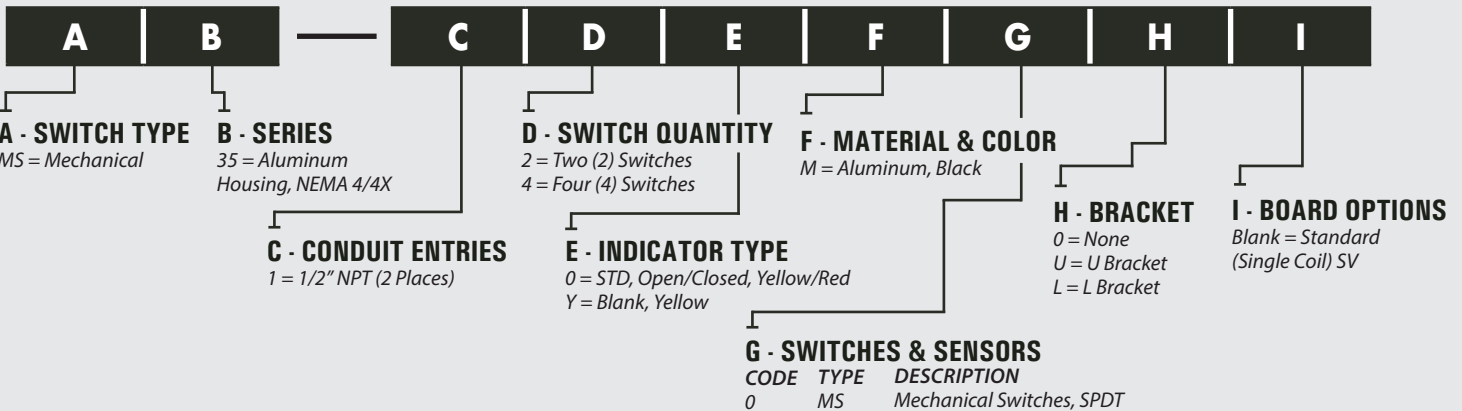 A B — C D E F G H I
A - SWITCH TYPE
MS = Mechanical
B - SERIES
35 = Aluminum
Housing, NEMA 4/4X
C - CONDUIT ENTRIES
1 = 1/2” NPT (2 Places)
D - SWITCH QUANTITY
2 = Two (2) Switches
4 = Four (4) Switches
E - INDICATOR TYPE
0 = STD, Open/Closed, Yellow/Red
Y = Blank, Yellow
F - MATERIAL & COLOR
M = Aluminum, Black
G - SWITCHES & SENSORS
CODE TYPE DESCRIPTION
0 MS Mechanical Switches, SPDT
H - BRACKET
0 = None
U = U Bracket
L = L Bracket
I - BOARD OPTIONS
Blank = Standard
(Single Coil) SV